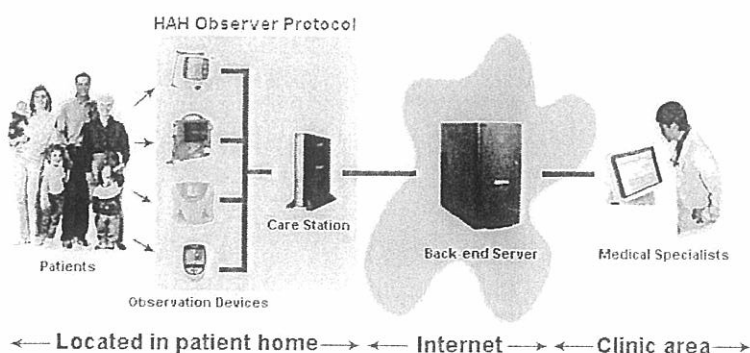 HAH Observer Protocol
Care Station
Back-end Server
Medical Specialists
Patients
Observation Devices
Located in patient home
Internet
Clinic area